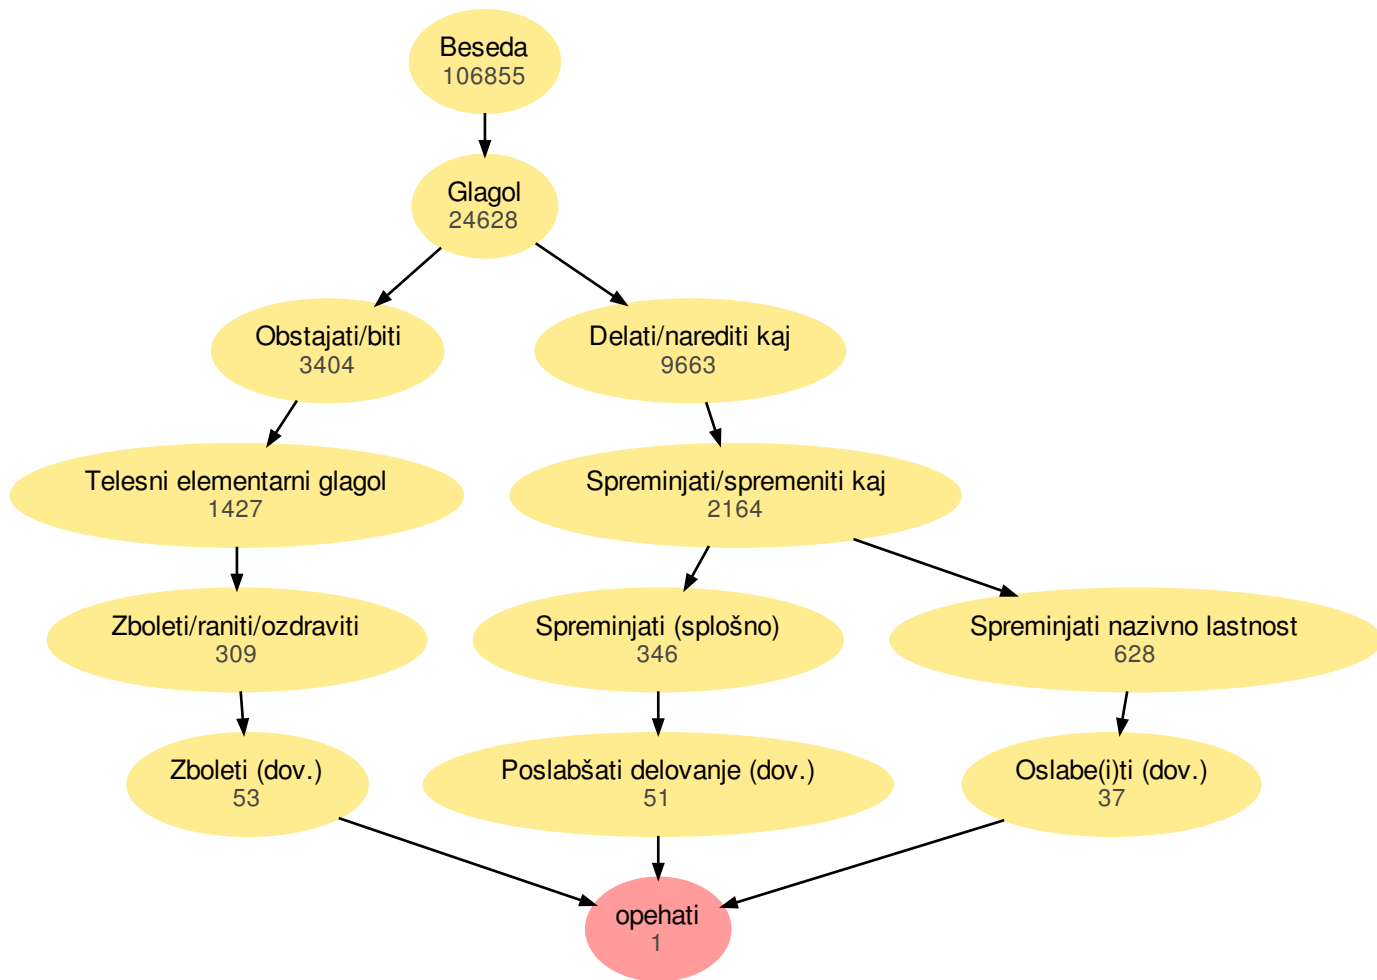 Beseda
106855
Glagol
24628
Obstajati/biti
3404
Delati/narediti kaj
9663
Telesni elementarni glagol
1427
Spreminjati/spremeniti kaj
2164
Zboleti/raniti/ozdraviti
309
Spreminjati (splošno)
346
Spreminjati nazivno lastnost
628
Zboleti (dov.)
53
Poslabšati delovanje (dov.)
51
Oslabe(i)ti (dov.)
37
opehati
1